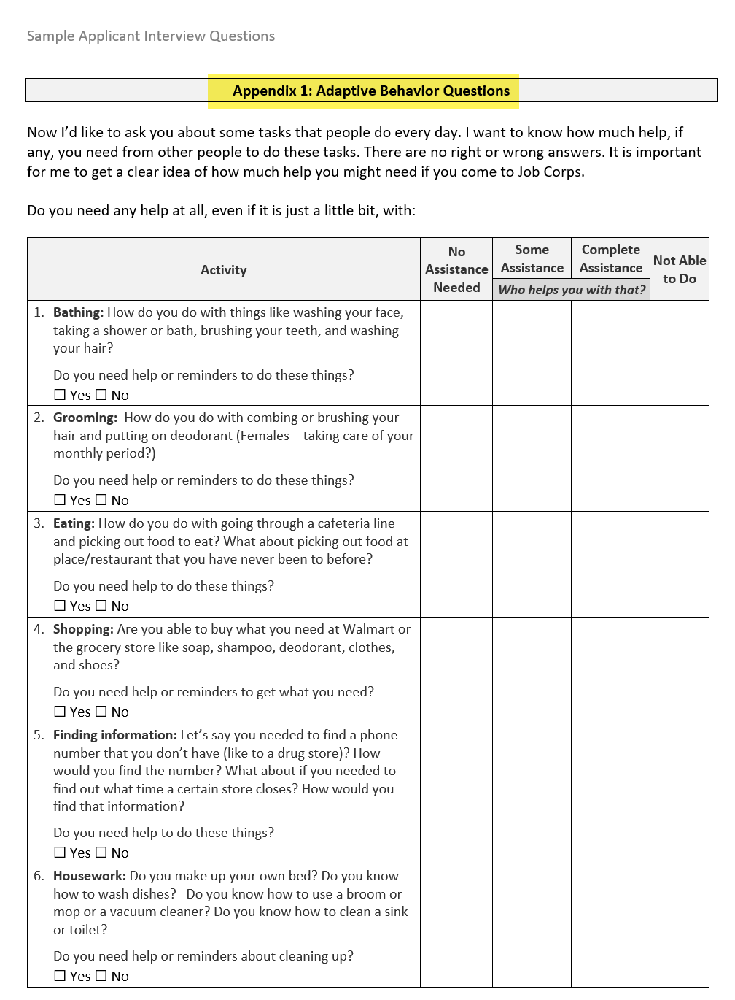 Sample Applicant Interview Questions
Appendix 1: Adaptive Behavior Questions
Now I’d like to ask you about some tasks that people do every day. I want to know how much help, if
any, you need from other people to do these tasks. There are no right or wrong answers. It is important
for me to get a clear idea of how much help you might need if you come to Job Corps.
Do you need any help at all, even if it is just a little bit, with:
Activity
No
Assistance
Needed
Some
Assistance
Complete
Assistance
Who helps you with that?
Not Able
to Do
1. Bathing: How do you do with things like washing your face,
taking a shower or bath, brushing your teeth, and washing
your hair?
Do you need help or reminders to do these things?
☐ Yes ☐ No
2. Grooming:  How do you do with combing or brushing your
hair and putting on deodorant (Females – taking care of your
monthly period?)
Do you need help or reminders to do these things?
☐ Yes ☐ No
3. Eating: How do you do with going through a cafeteria line
and picking out food to eat? What about picking out food at
place/restaurant that you have never been to before?
Do you need help to do these things?
☐ Yes ☐ No
4. Shopping: Are you able to buy what you need at Walmart or
the grocery store like soap, shampoo, deodorant, clothes,
and shoes?
Do you need help or reminders to get what you need?
☐ Yes ☐ No
5. Finding information: Let’s say you needed to find a phone
number that you don’t have (like to a drug store)? How
would you find the number? What about if you needed to
find out what time a certain store closes? How would you
find that information?
Do you need help to do these things?
☐ Yes ☐ No
6. Housework: Do you make up your own bed? Do you know
how to wash dishes?   Do you know how to use a broom or
mop or a vacuum cleaner? Do you know how to clean a sink
or toilet?
Do you need help or reminders about cleaning up?
☐ Yes ☐ No